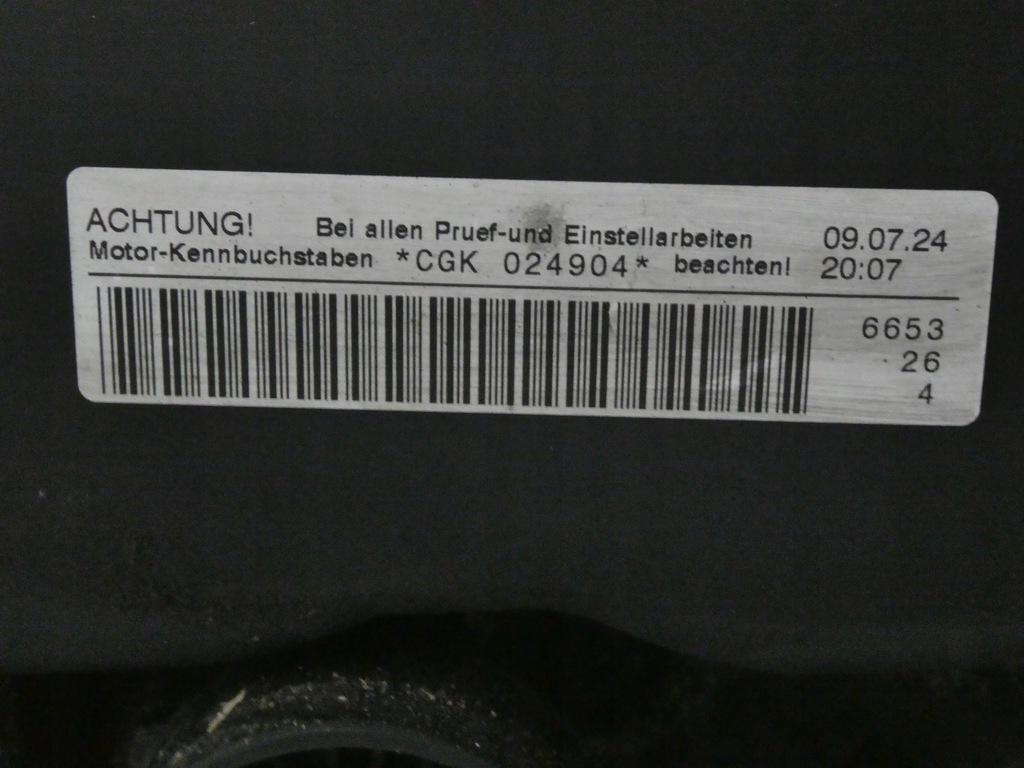 ACHTUNG! Bei allen Pruef-und Einstellarbeiten 09.07.24
Motor-Kennbuchstaben *CGK 024904* beachten! 20:07
6653
26
4